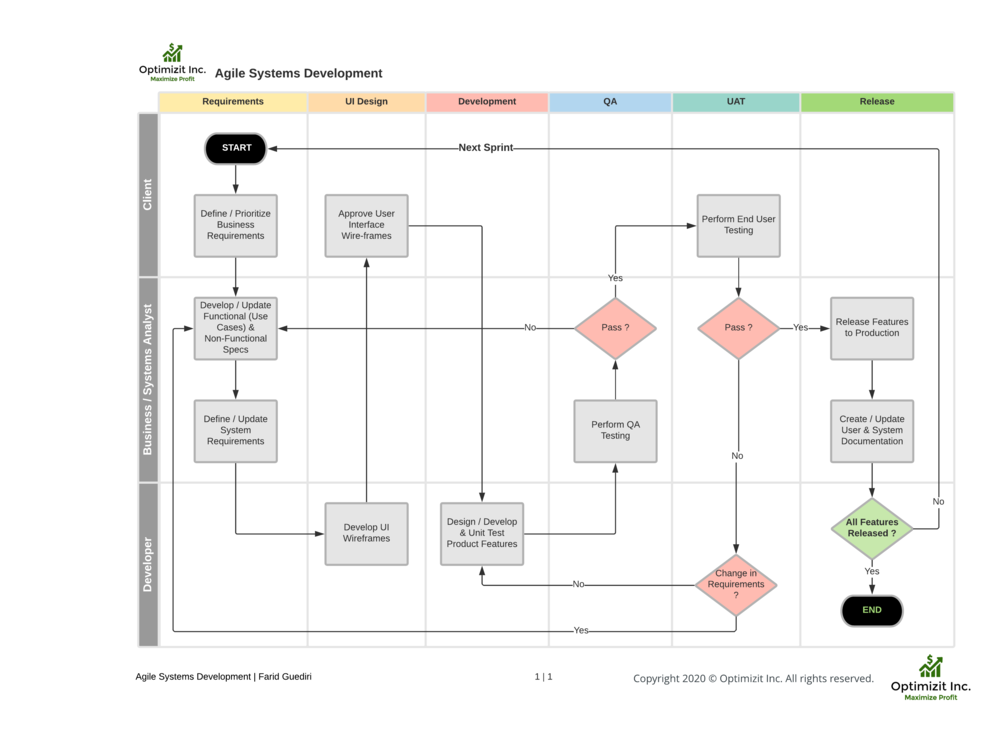 Optimizit Inc.
Maximize Profit
Agile Systems Development
Requirements
UI Design
Development
QA
UAT
Release
Client
START
Next Sprint
Define / Prioritize
Business
Requirements
Approve User
Interface
Wire-frames
Perform End User
Testing
Yes
Business / Systems Analyst
Develop / Update
Functional (Use
Cases) &
Non-Functional
Specs
No
Pass ?
Pass ?
Yes
Release Features
to Production
Define / Update
System
Requirements
Perform QA
Testing
Create / Update
User & System
Documentation
No
Developer
Develop UI
Wireframes
Design / Develop
& Unit Test
Product Features
No
All Features
Released ?
Yes
Change in
Requirements
?
No
END
Yes
Agile Systems Development | Farid Guediri
1 | 1
Copyright 2020 © Optimizit Inc. All rights reserved.
Optimizit Inc.
Maximize Profit